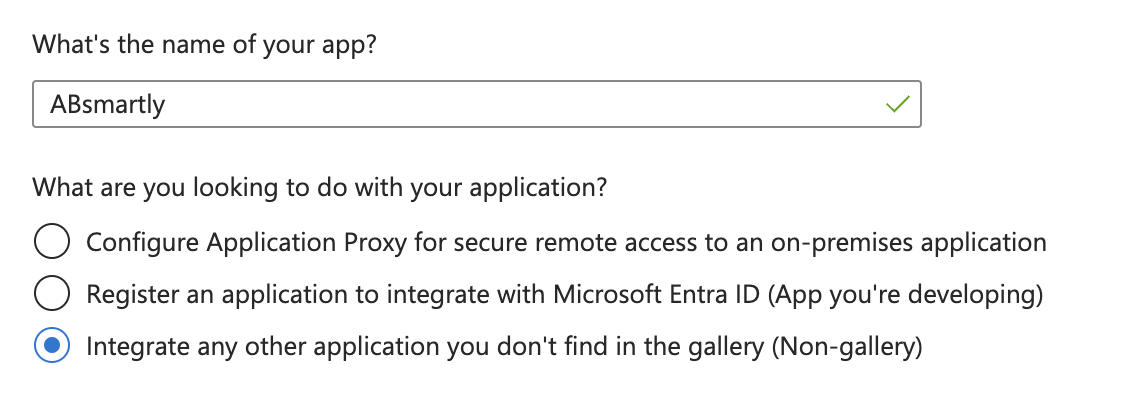 What's the name of your app?
ABsmartly
What are you looking to do with your application?
Configure Application Proxy for secure remote access to an on-premises application
Register an application to integrate with Microsoft Entra ID (App you're developing)
Integrate any other application you don't find in the gallery (Non-gallery)